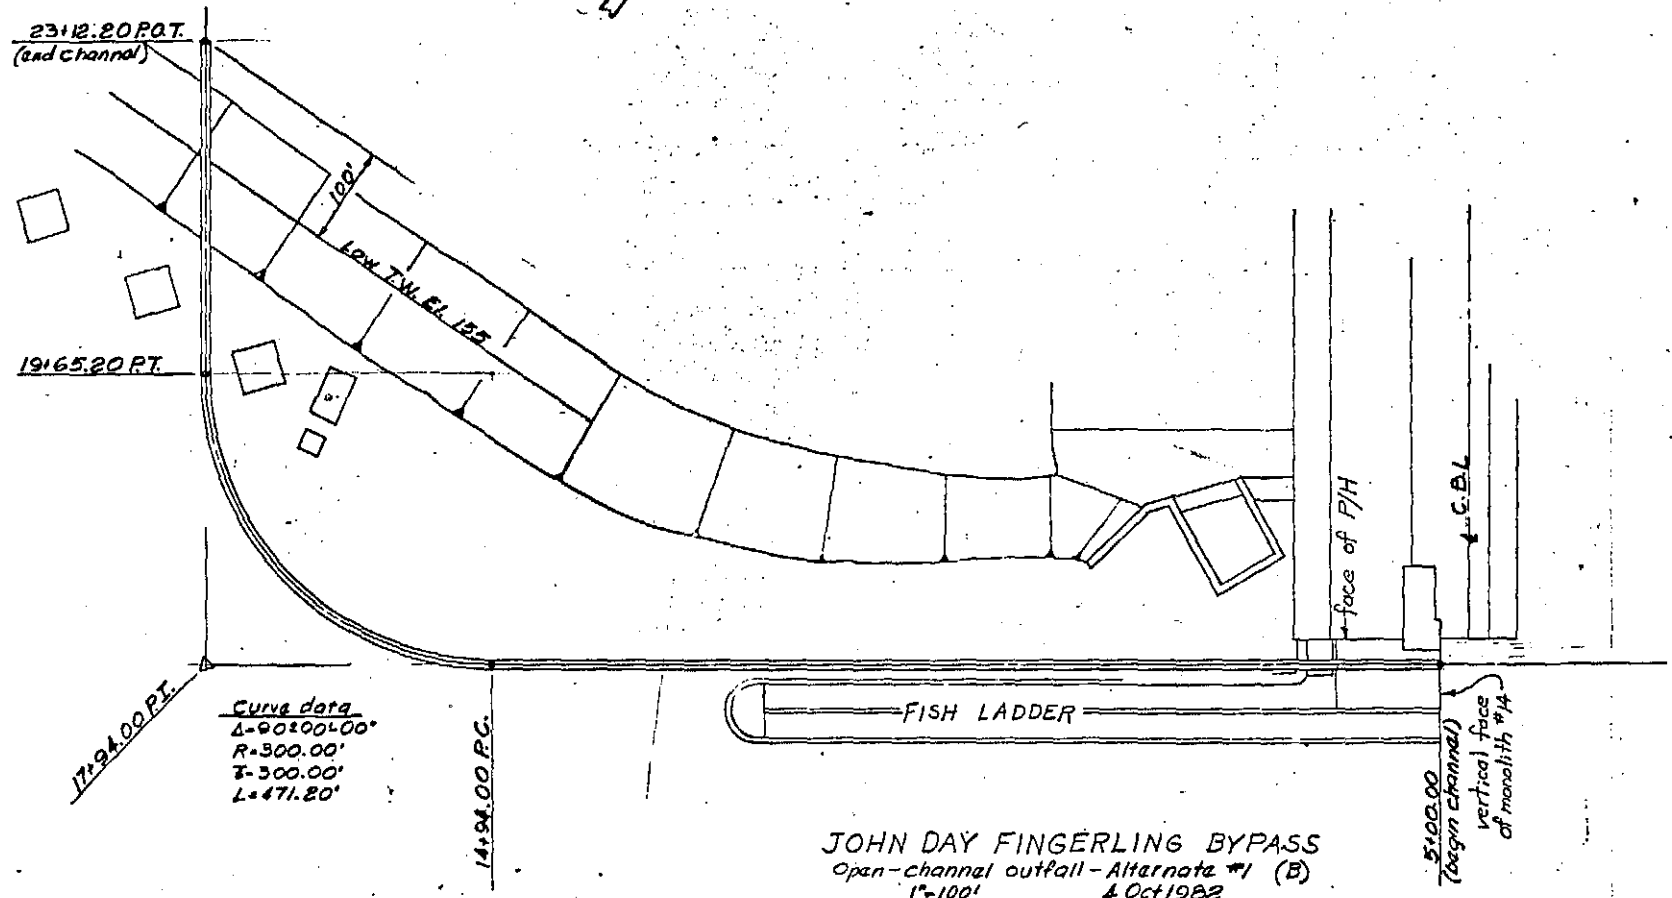 23+12.20 P.O.T.
(end channel)
100'
Low T.W. El. 155
19+65.20 P.T.
17+94.00 P.I.
Curve data
Δ=90°00'00"
R=300.00'
T=300.00'
L=471.20'
14+94.00 P.C.
FISH LADDER
face of P/H
C.B.L
5+00.00
(begin channel)
vertical face
of monolith #14
JOHN DAY FINGERLING BYPASS
Open-channel outfall - Alternate #1 (B)
1"=100' 4 Oct 1982